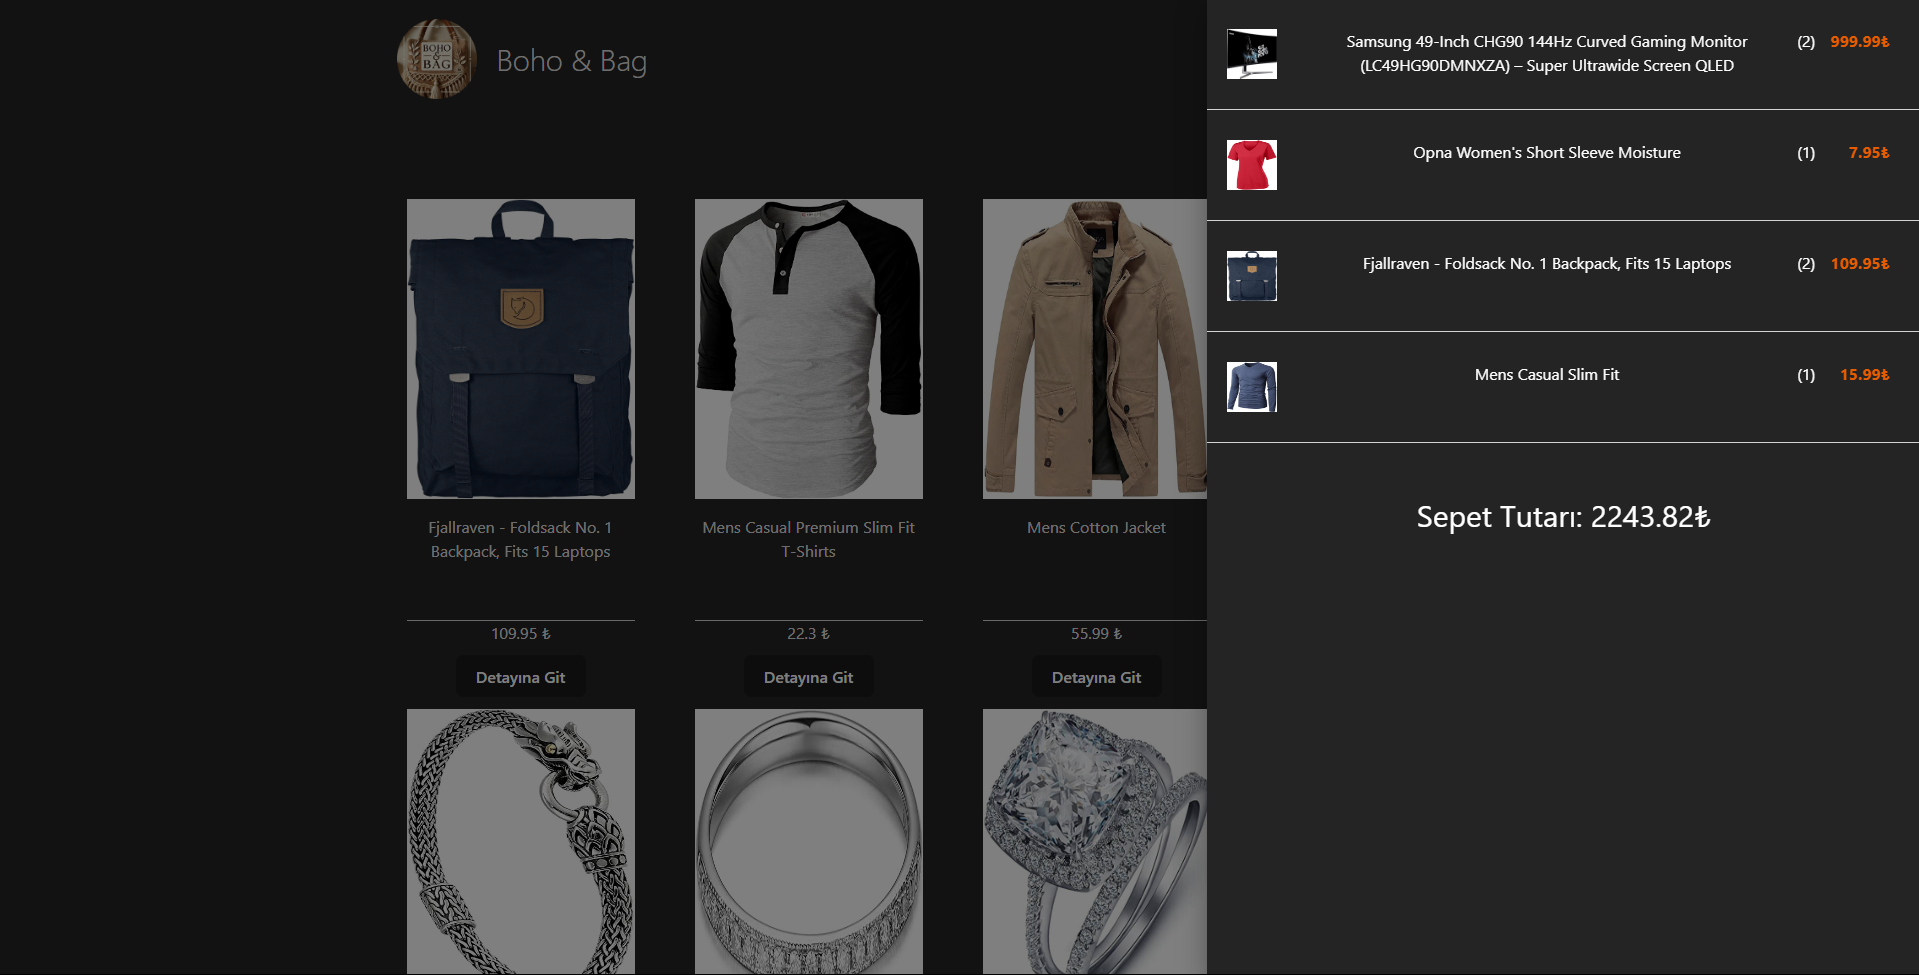 BOHO
&
BAG
Boho & Bag
Fjallraven - Foldsack No. 1
Backpack, Fits 15 Laptops
109.95 ₺
Detayına Git
Mens Casual Premium Slim Fit
T-Shirts
22.3 ₺
Detayına Git
Mens Cotton Jacket
55.99 ₺
Detayına Git
Samsung 49-Inch CHG90 144Hz Curved Gaming Monitor
(LC49HG90DMNXZA) – Super Ultrawide Screen QLED
(2) 999.99₺
Opna Women's Short Sleeve Moisture
(1) 7.95₺
Fjallraven - Foldsack No. 1 Backpack, Fits 15 Laptops
(2) 109.95₺
Mens Casual Slim Fit
(1) 15.99₺
Sepet Tutarı: 2243.82₺